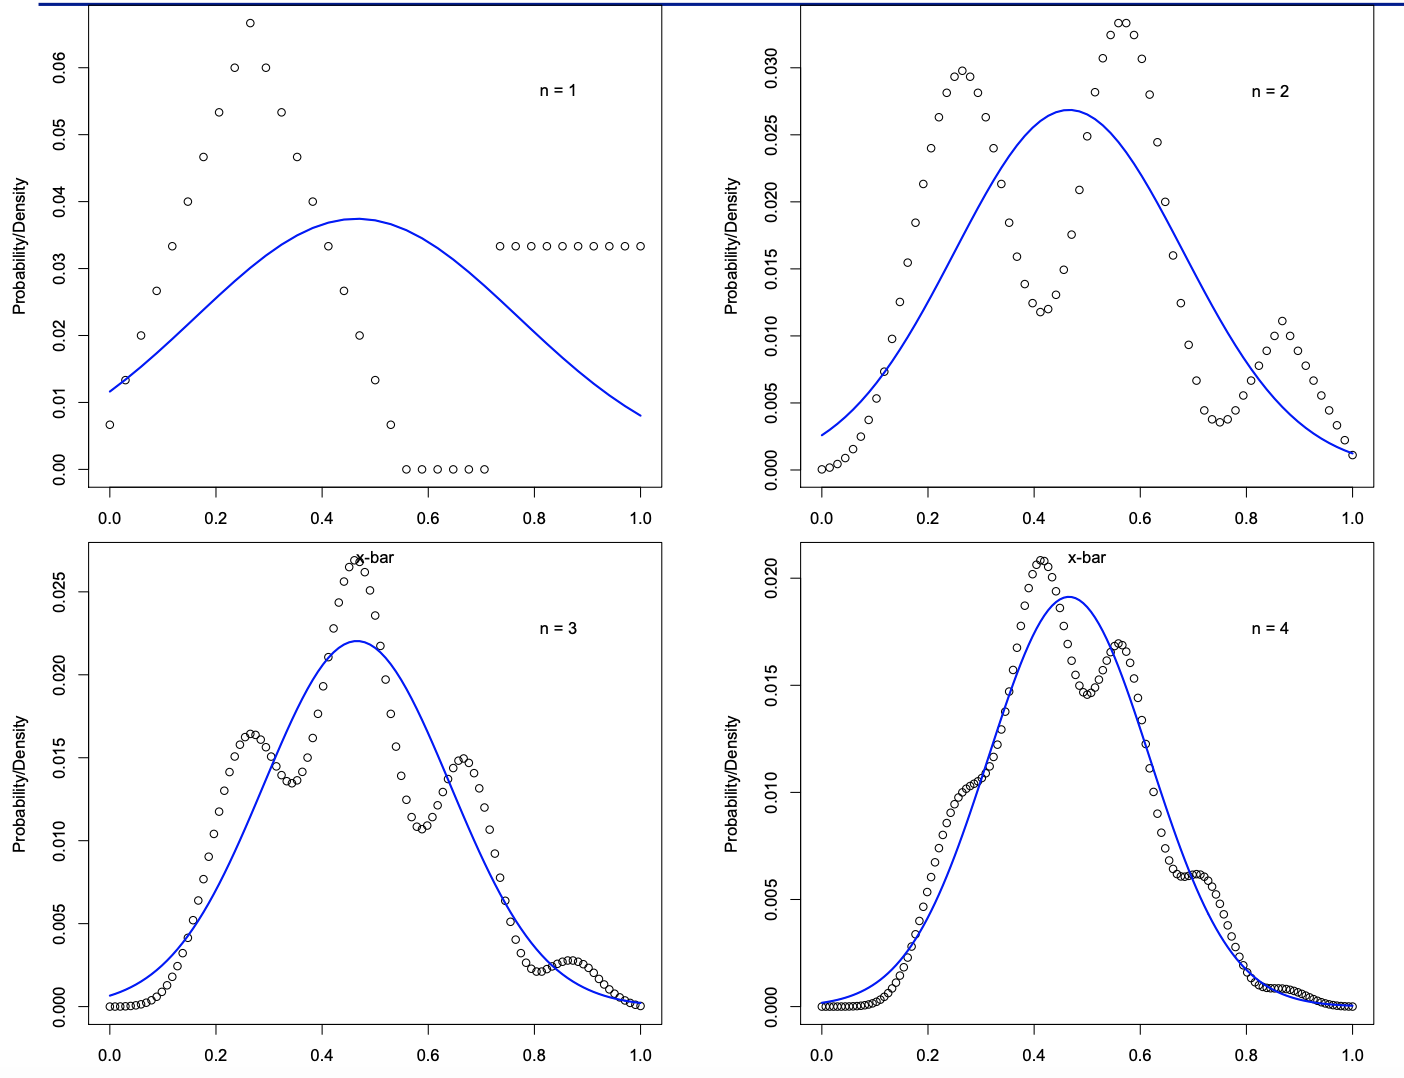 n = 1
Probability/Density
0.00 0.01 0.02 0.03 0.04 0.05 0.06
0.0 0.2 0.4 0.6 0.8 1.0
n = 2
Probability/Density
0.000 0.005 0.010 0.015 0.020 0.025 0.030
0.0 0.2 0.4 0.6 0.8 1.0
x-bar
n = 3
Probability/Density
0.000 0.005 0.010 0.015 0.020 0.025
0.0 0.2 0.4 0.6 0.8 1.0
x-bar
n = 4
Probability/Density
0.000 0.005 0.010 0.015 0.020
0.0 0.2 0.4 0.6 0.8 1.0